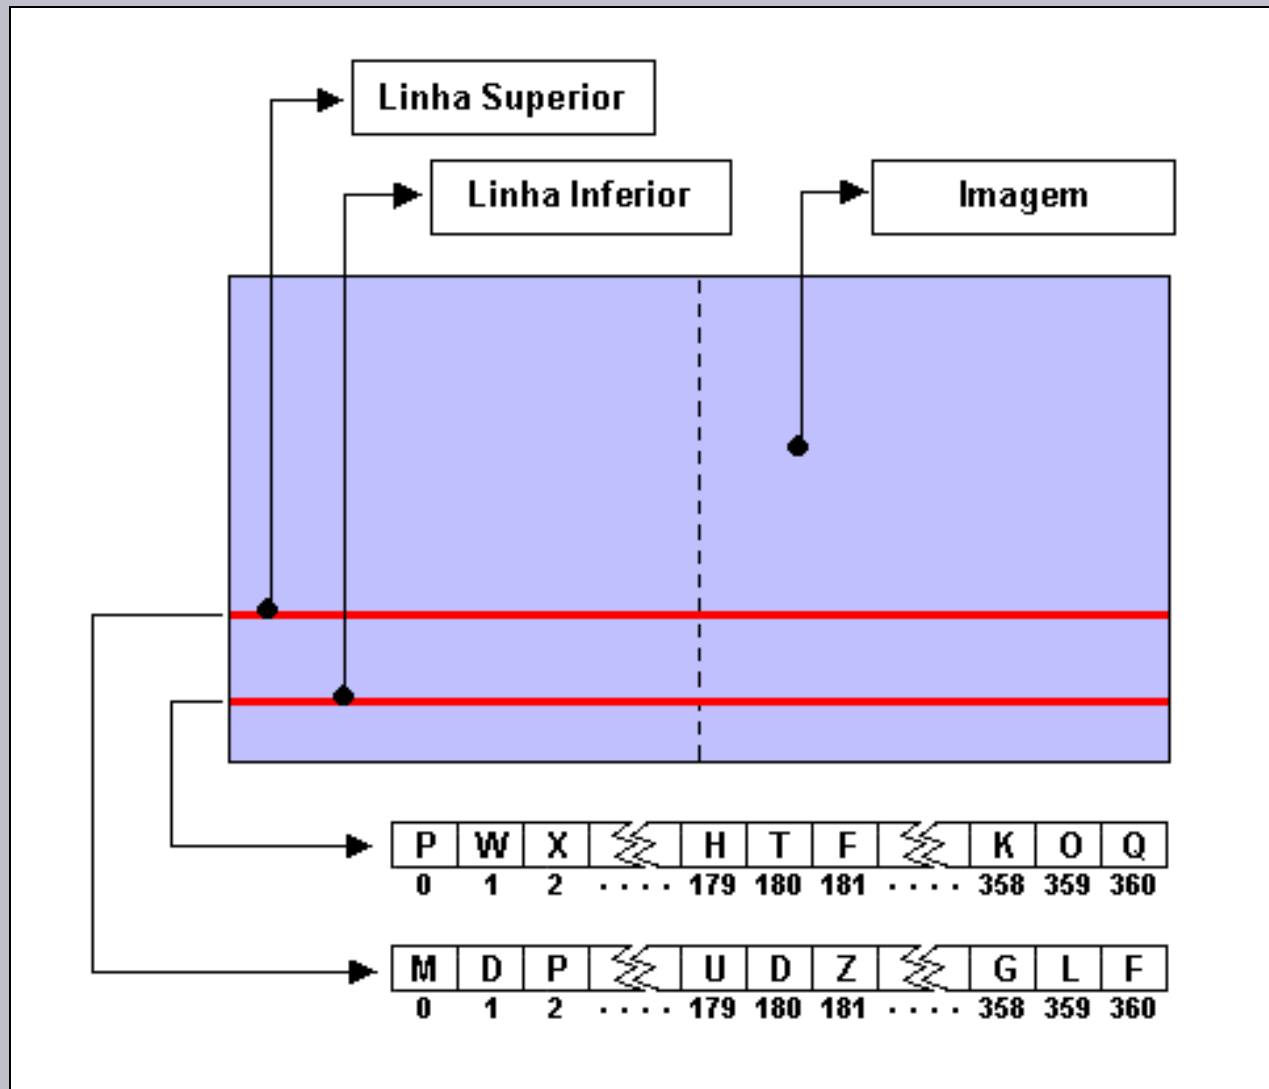 Linha Superior
Linha Inferior
Imagem
P W X H T F K O Q
0 1 2 . . . . 179 180 181 . . . . 358 359 360
M D P U D Z G L F
0 1 2 . . . . 179 180 181 . . . . 358 359 360